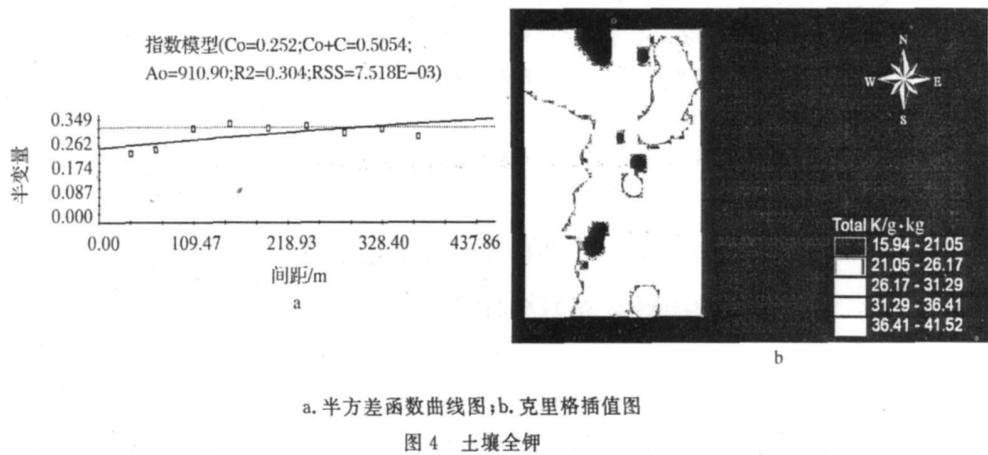 指数模型(Co=0.252;Co+C=0.5054;
Ao=910.90;R2=0.304;RSS=7.518E-03)
半变量
0.349
0.262
0.174
0.087
0.000
0.00 109.47 218.93 328.40 437.86
间距/m
a
N
W E
S
Total K/g·kg
15.94 - 21.05
21.05 - 26.17
26.17 - 31.29
31.29 - 36.41
36.41 - 41.52
b
a.半方差函数曲线图;b.克里格插值图
图 4 土壤全钾